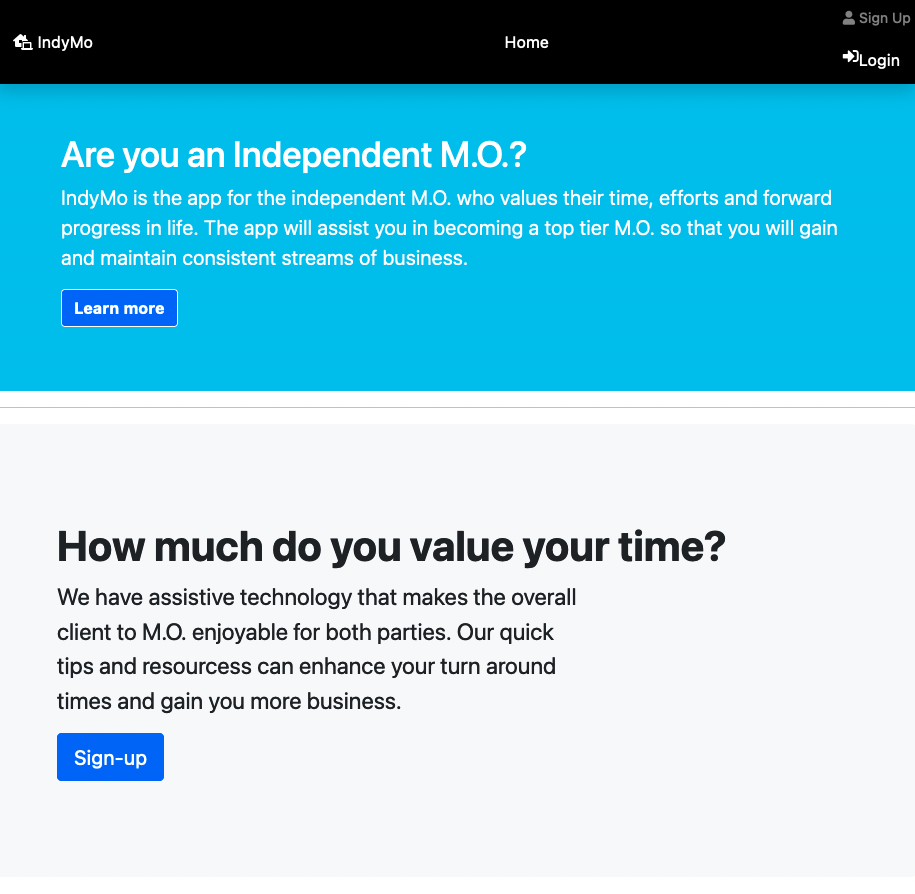 IndyMo
Home
Sign Up
Login
Are you an Independent M.O.?
IndyMo is the app for the independent M.O. who values their time, efforts and forward
progress in life. The app will assist you in becoming a top tier M.O. so that you will gain
and maintain consistent streams of business.
Learn more
How much do you value your time?
We have assistive technology that makes the overall
client to M.O. enjoyable for both parties. Our quick
tips and resourcess can enhance your turn around
times and gain you more business.
Sign-up